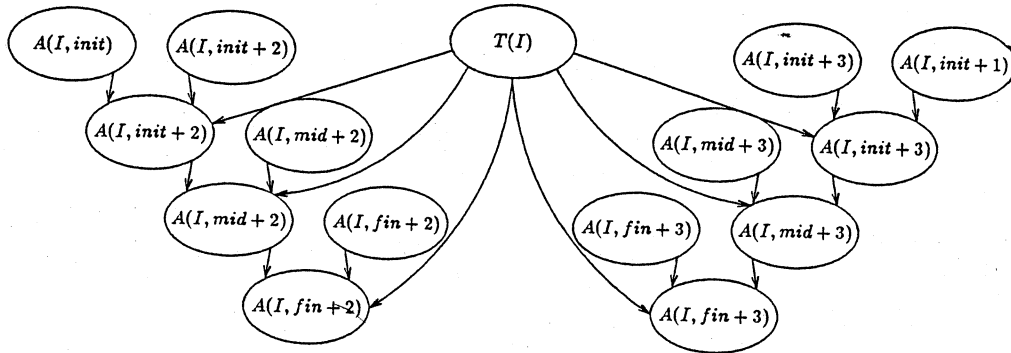 A(I, init)
A(I, init + 2)
T(I)
A(I, init + 3)
A(I, init + 1)
A(I, init + 2)
A(I, mid + 2)
A(I, mid + 3)
A(I, init + 3)
A(I, mid + 2)
A(I, fin + 2)
A(I, fin + 3)
A(I, mid + 3)
A(I, fin + 2)
A(I, fin + 3)